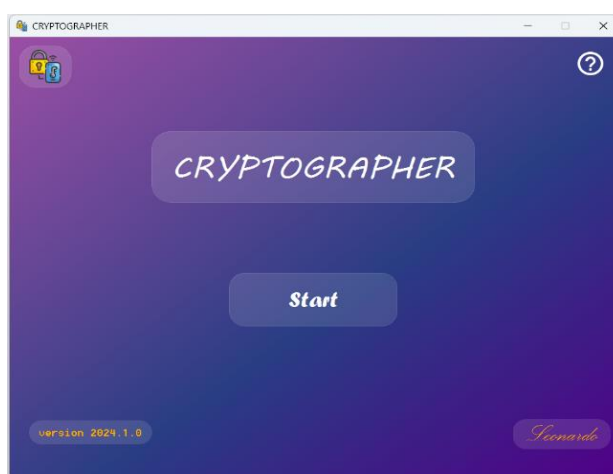 CRYPTOGRAPHER
?
CRYPTOGRAPHER
Start
version 2024.1.0
Leonardo